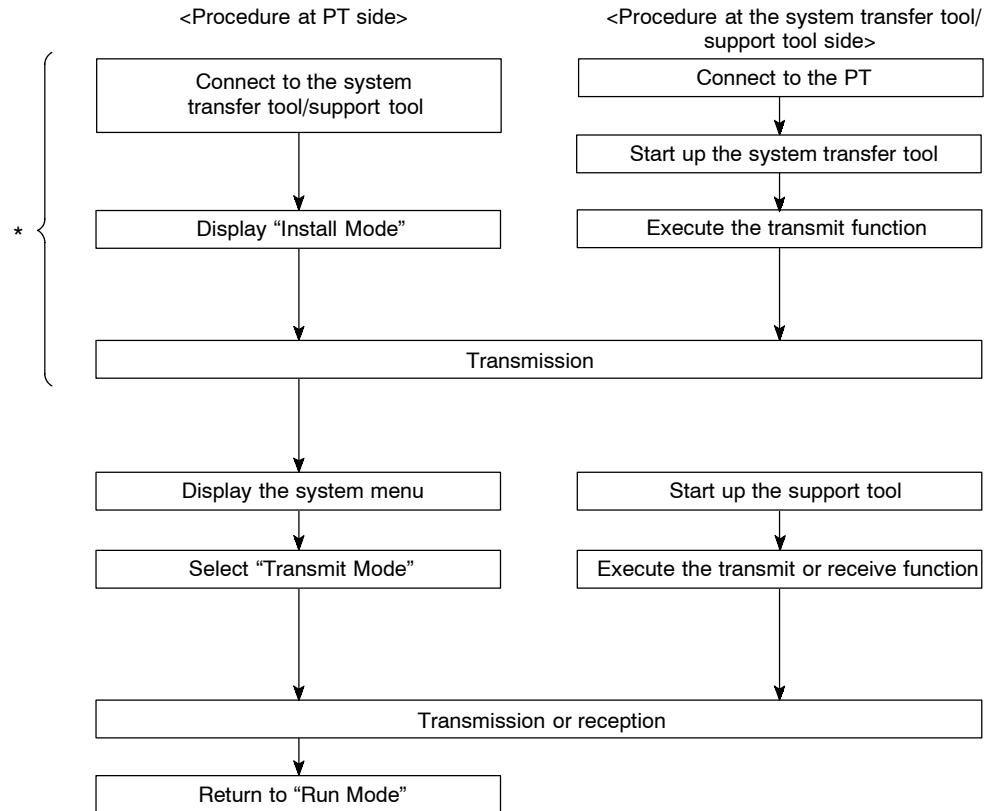 <Procedure at PT side>
<Procedure at the system transfer tool/
support tool side>
Connect to the system
transfer tool/support tool
Connect to the PT
Start up the system transfer tool
*
Display “Install Mode”
Execute the transmit function
Transmission
Display the system menu
Start up the support tool
Select “Transmit Mode”
Execute the transmit or receive function
Transmission or reception
Return to “Run Mode”